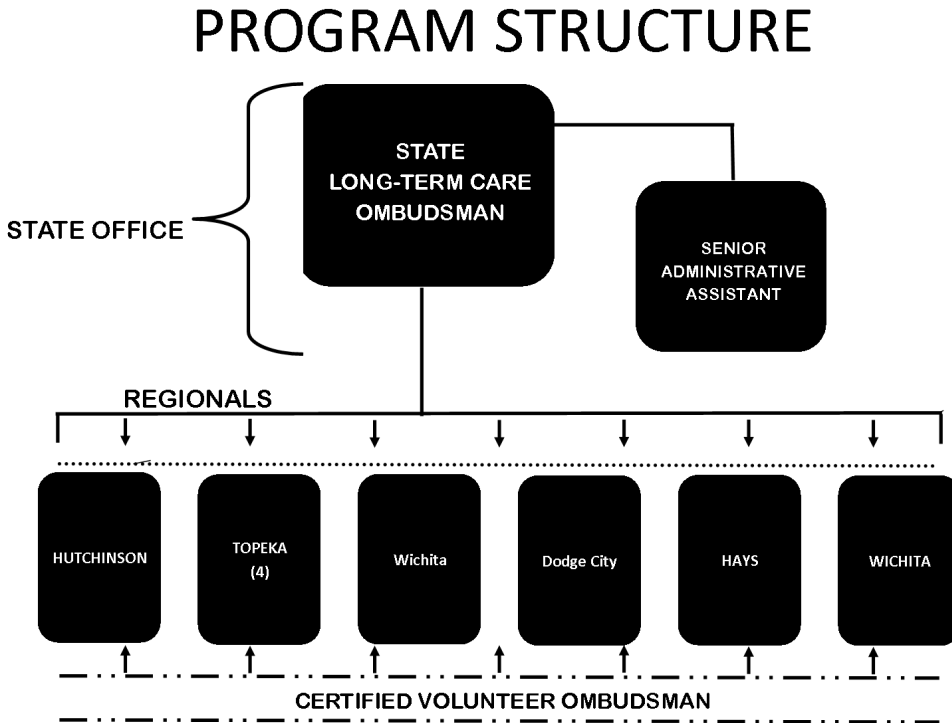 PROGRAM STRUCTURE
STATE
LONG-TERM CARE
OMBUDSMAN
STATE OFFICE
SENIOR
ADMINISTRATIVE
ASSISTANT
REGIONALS
HUTCHINSON
TOPEKA
(4)
Wichita
Dodge City
HAYS
WICHITA
CERTIFIED VOLUNTEER OMBUDSMAN